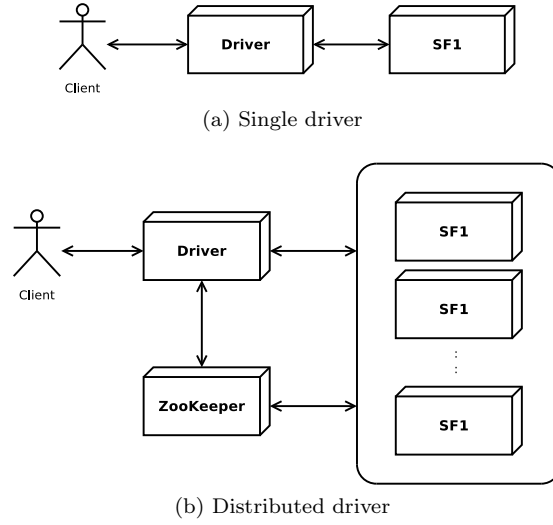 Driver
SF1
Client
(a) Single driver
SF1
Driver
Client
SF1
ZooKeeper
SF1
(b) Distributed driver